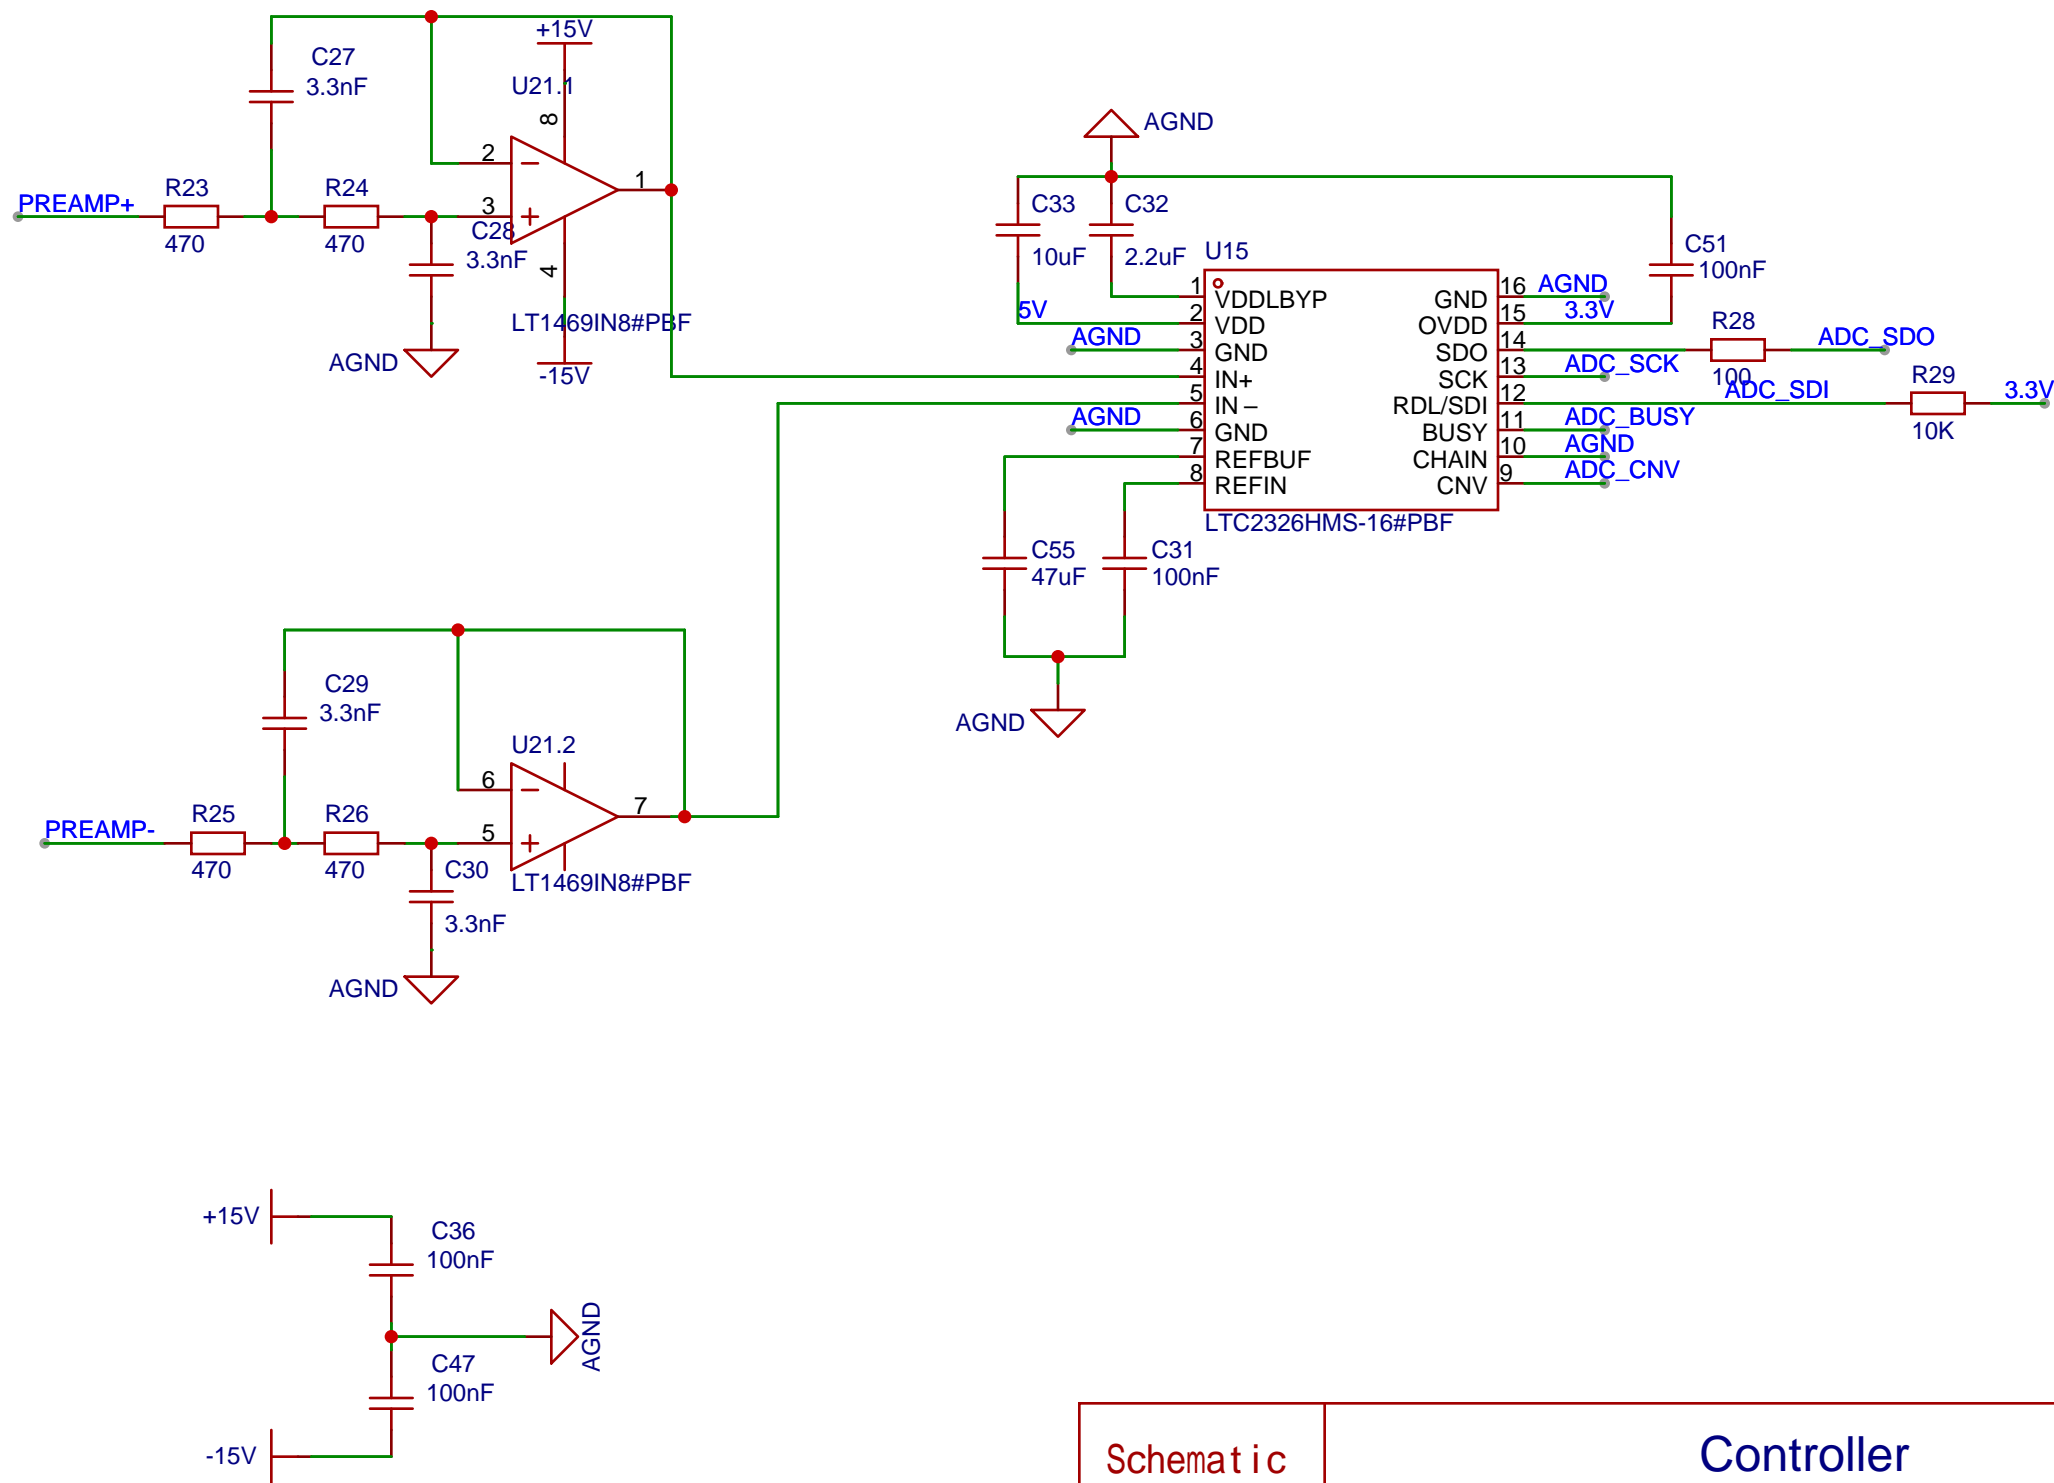 +15V
C27
3.3nF
U21.1
8
2
1
R23
R24
PREAMP+
3
470
470
C28
3.3nF
4
LT1469IN8#PBF
AGND
-15V
AGND
C33
C32
10uF
2.2uF
U15
C51
100nF
1
VDDLBYP
GND
16
AGND
5V
2
VDD
OVDD
15
3.3V
AGND
3
GND
SDO
14
R28
100
ADC_SDO
4
IN+
SCK
13
ADC_SCK
5
IN –
RDL/SDI
12
ADC_SDI
R29
10K
3.3V
AGND
6
GND
BUSY
11
ADC_BUSY
7
REFBUF
CHAIN
10
AGND
8
REFIN
CNV
9
ADC_CNV
LTC2326HMS-16#PBF
C55
47uF
C31
100nF
AGND
C29
3.3nF
U21.2
6
7
R25
R26
PREAMP-
5
470
470
C30
LT1469IN8#PBF
3.3nF
AGND
+15V
C36
100nF
AGND
C47
100nF
-15V
Schematic
Controller